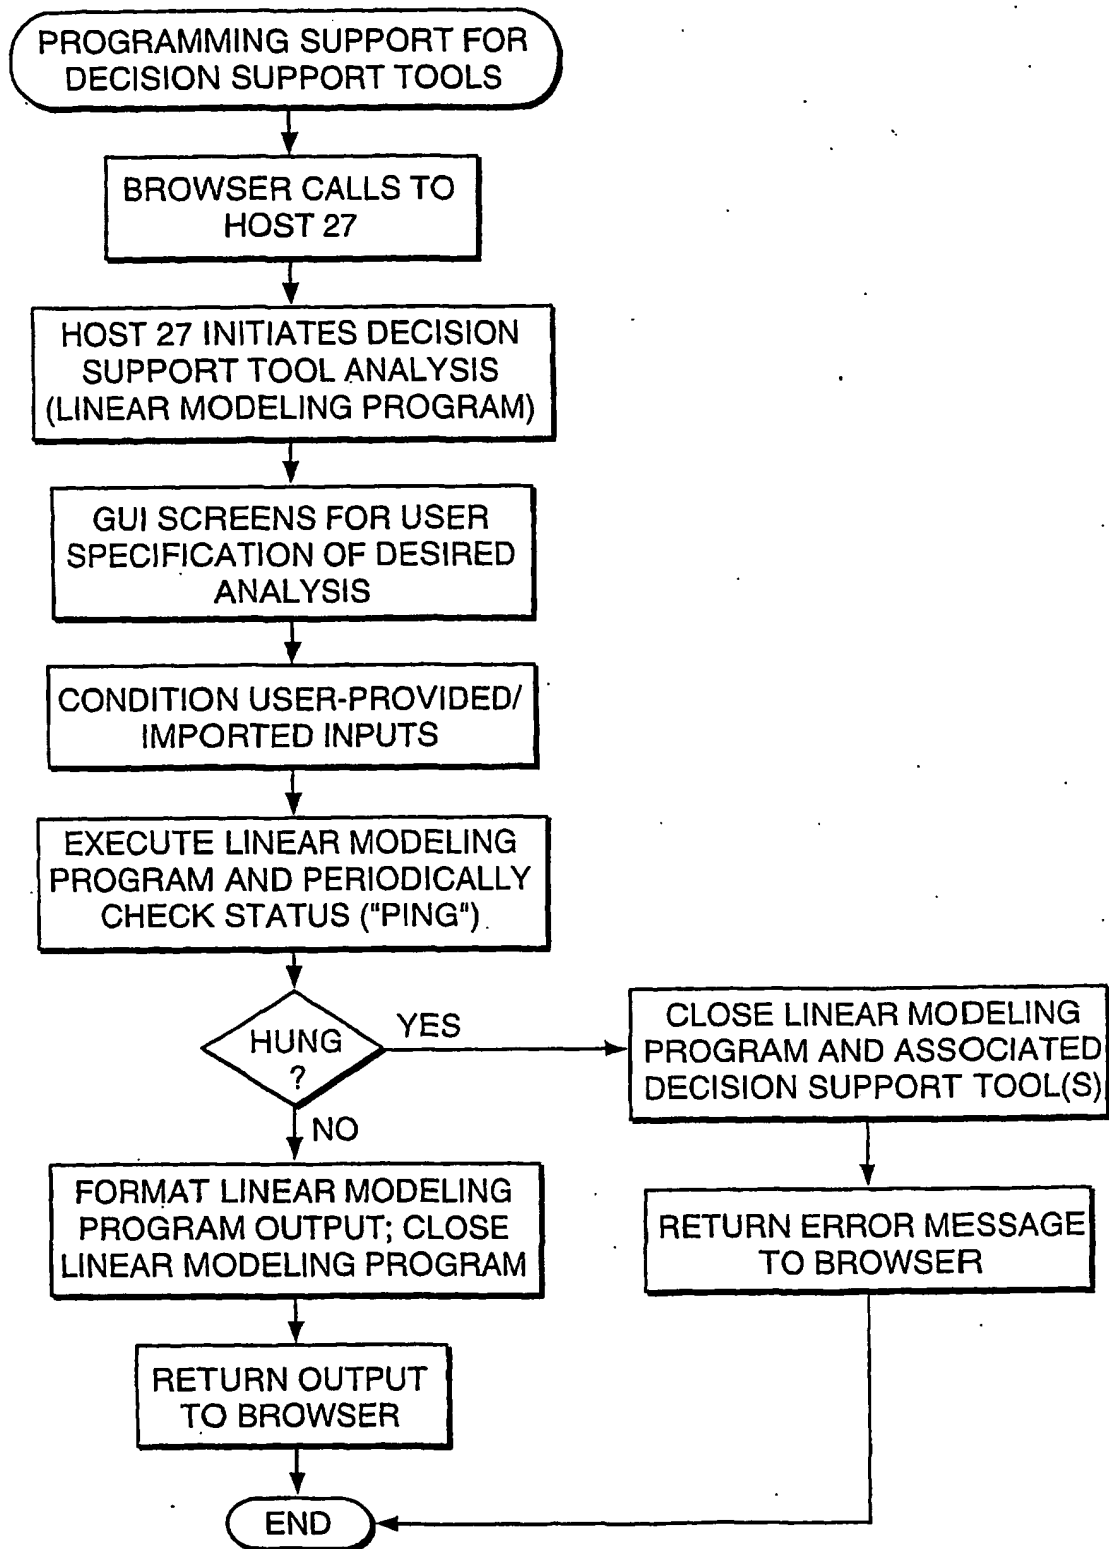 PROGRAMMING SUPPORT FOR
DECISION SUPPORT TOOLS
BROWSER CALLS TO
HOST 27
HOST 27 INITIATES DECISION
SUPPORT TOOL ANALYSIS
(LINEAR MODELING PROGRAM)
GUI SCREENS FOR USER
SPECIFICATION OF DESIRED
ANALYSIS
CONDITION USER-PROVIDED/
IMPORTED INPUTS
EXECUTE LINEAR MODELING
PROGRAM AND PERIODICALLY
CHECK STATUS ("PING")
HUNG
?
YES
NO
CLOSE LINEAR MODELING
PROGRAM AND ASSOCIATED
DECISION SUPPORT TOOL(S)
FORMAT LINEAR MODELING
PROGRAM OUTPUT; CLOSE
LINEAR MODELING PROGRAM
RETURN ERROR MESSAGE
TO BROWSER
RETURN OUTPUT
TO BROWSER
END